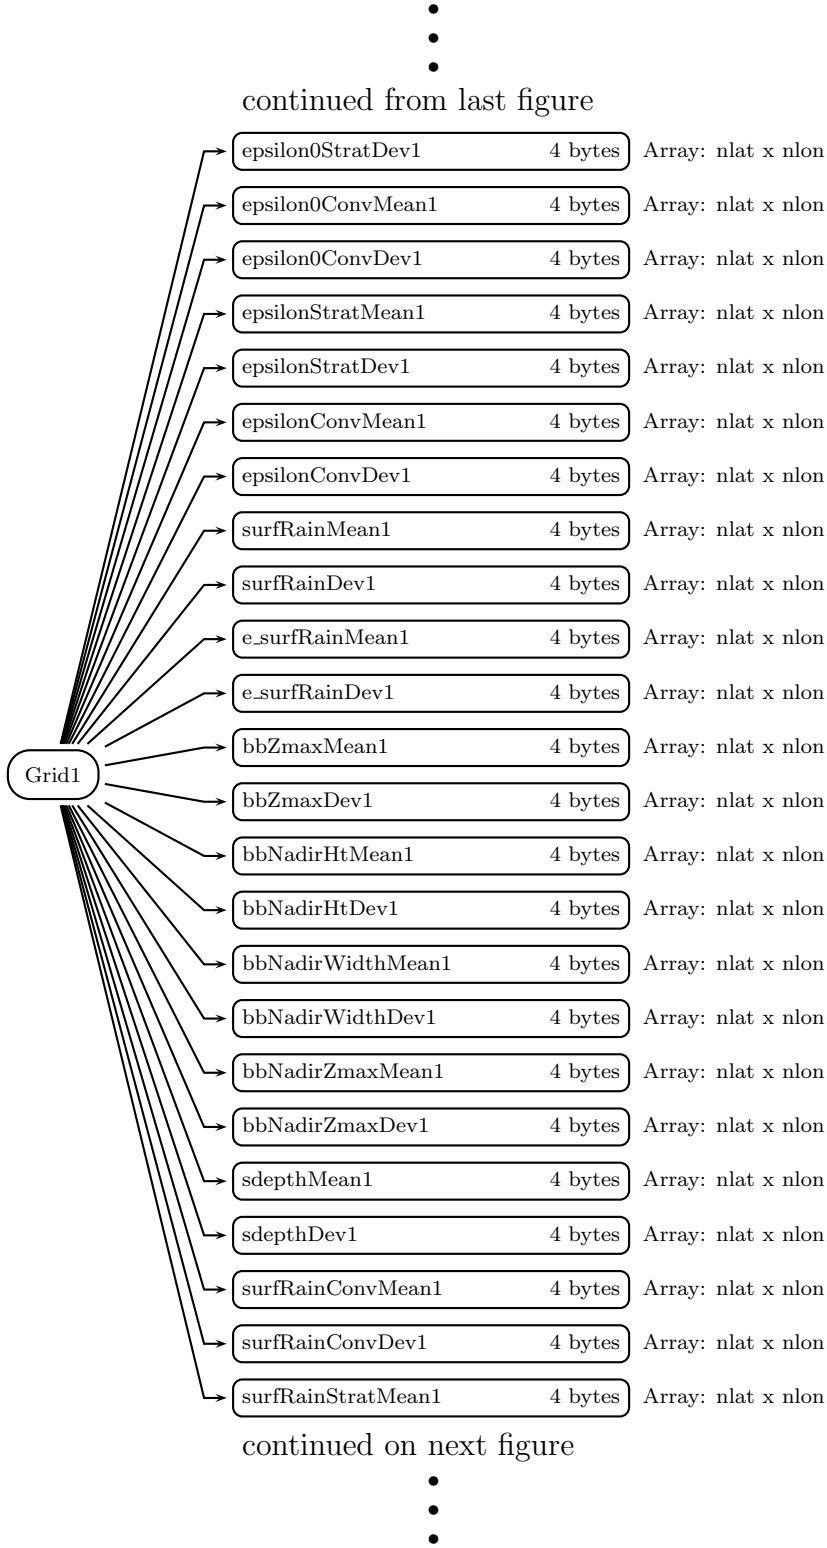 continued from last figure
epsilon0StratDev1 4 bytes Array: nlat x nlon
epsilon0ConvMean1 4 bytes Array: nlat x nlon
epsilon0ConvDev1 4 bytes Array: nlat x nlon
epsilonStratMean1 4 bytes Array: nlat x nlon
epsilonStratDev1 4 bytes Array: nlat x nlon
epsilonConvMean1 4 bytes Array: nlat x nlon
epsilonConvDev1 4 bytes Array: nlat x nlon
surfRainMean1 4 bytes Array: nlat x nlon
surfRainDev1 4 bytes Array: nlat x nlon
e_surfRainMean1 4 bytes Array: nlat x nlon
e_surfRainDev1 4 bytes Array: nlat x nlon
bbZmaxMean1 4 bytes Array: nlat x nlon
Grid1
bbZmaxDev1 4 bytes Array: nlat x nlon
bbNadirHtMean1 4 bytes Array: nlat x nlon
bbNadirHtDev1 4 bytes Array: nlat x nlon
bbNadirWidthMean1 4 bytes Array: nlat x nlon
bbNadirWidthDev1 4 bytes Array: nlat x nlon
bbNadirZmaxMean1 4 bytes Array: nlat x nlon
bbNadirZmaxDev1 4 bytes Array: nlat x nlon
sdepthMean1 4 bytes Array: nlat x nlon
sdepthDev1 4 bytes Array: nlat x nlon
surfRainConvMean1 4 bytes Array: nlat x nlon
surfRainConvDev1 4 bytes Array: nlat x nlon
surfRainStratMean1 4 bytes Array: nlat x nlon
continued on next figure